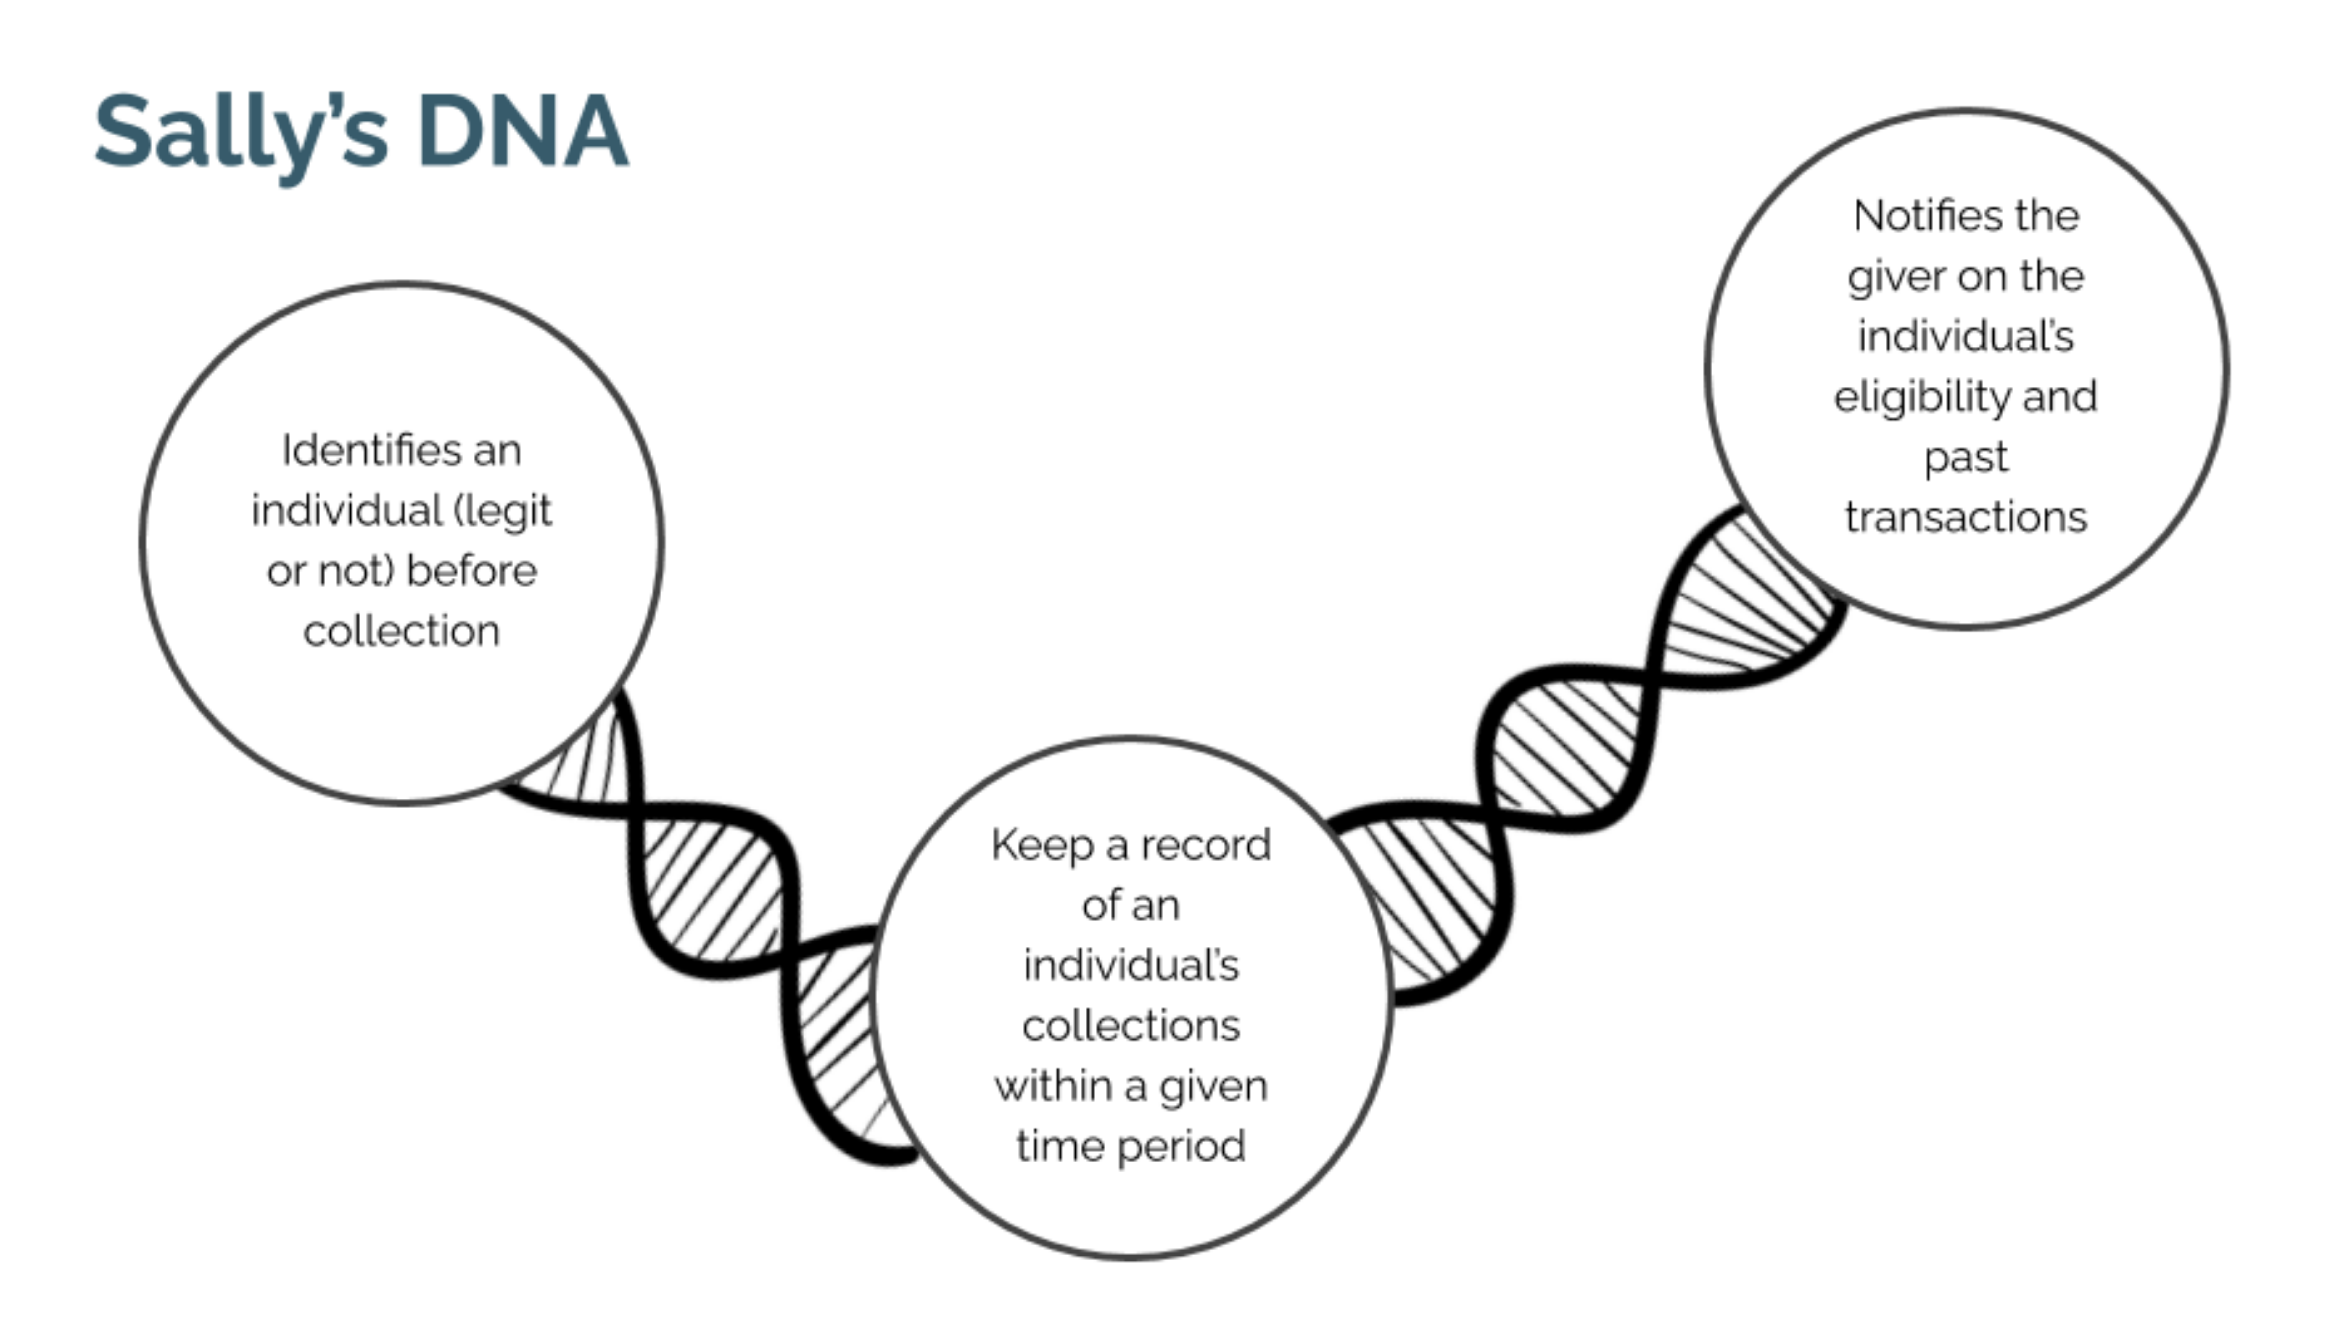 Sally’s DNA
Identifies an
individual (legit
or not) before
collection
Keep a record
of an
individual’s
collections
within a given
time period
Notifies the
giver on the
individual’s
eligibility and
past
transactions